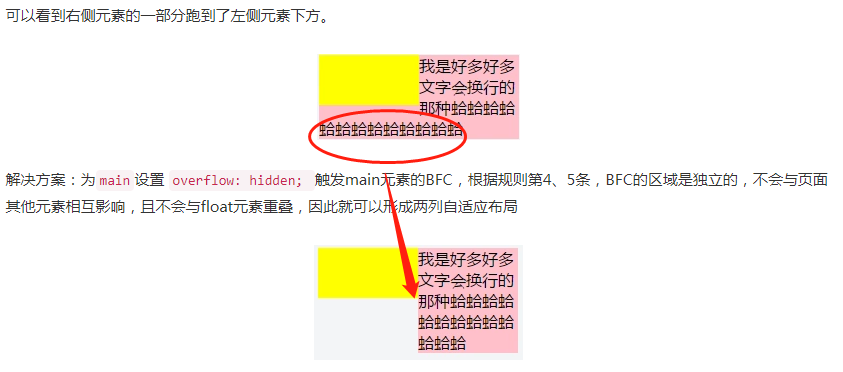 可以看到右侧元素的一部分跑到了左侧元素下方。
我是好多好多
文字会换行的
那种蛤蛤蛤蛤
蛤蛤蛤蛤蛤蛤蛤蛤蛤
解决方案：为 main 设置 overflow: hidden; 触发main元素的BFC，根据规则第4、5条，BFC的区域是独立的，不会与页面
其他元素相互影响，且不会与float元素重叠，因此就可以形成两列自适应布局
我是好多好多
文字会换行的
那种蛤蛤蛤蛤
蛤蛤蛤蛤蛤蛤
蛤蛤蛤